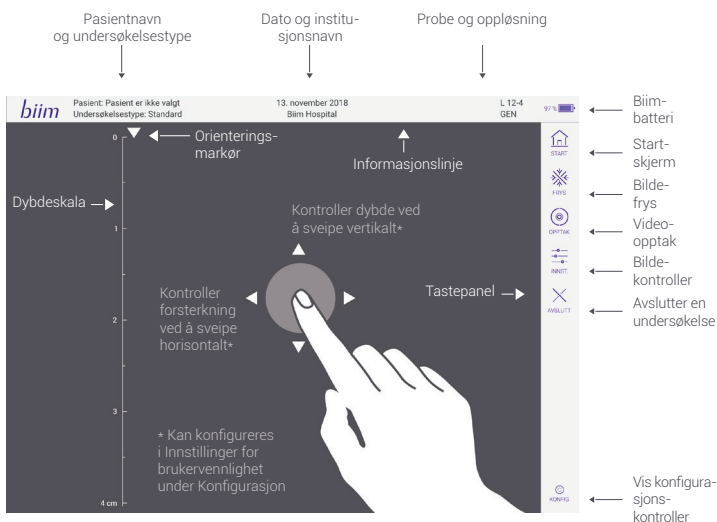 Pasientnavn
og undersøkelsestype
Dato og institu-
sjonsnavn
Probe og oppløsning
biim
Pasient: Pasient er ikke valgt
Undersøkelsestype: Standard
13. november 2018
Biim Hospital
L 12-4
GEN
97 %
Biim-
batteri
0
Orienterings-
markør
Informasjonslinje
START
Start-
skjerm
Dybdeskala
FRYS
Bilde-
frys
1
Kontroller dybde ved
å sveipe vertikalt*
OPPTAK
Video-
opptak
INNST.
Bilde-
kontroller
Kontroller
forsterkning
ved å sveipe
horisontalt*
Tastepanel
AVSLUTT
Avslutter en
undersøkelse
2
3
* Kan konfigureres
i Innstillinger for
brukervennlighet
under Konfigurasjon
4 cm
KONFIG
Vis konfigura-
sjons-
kontroller